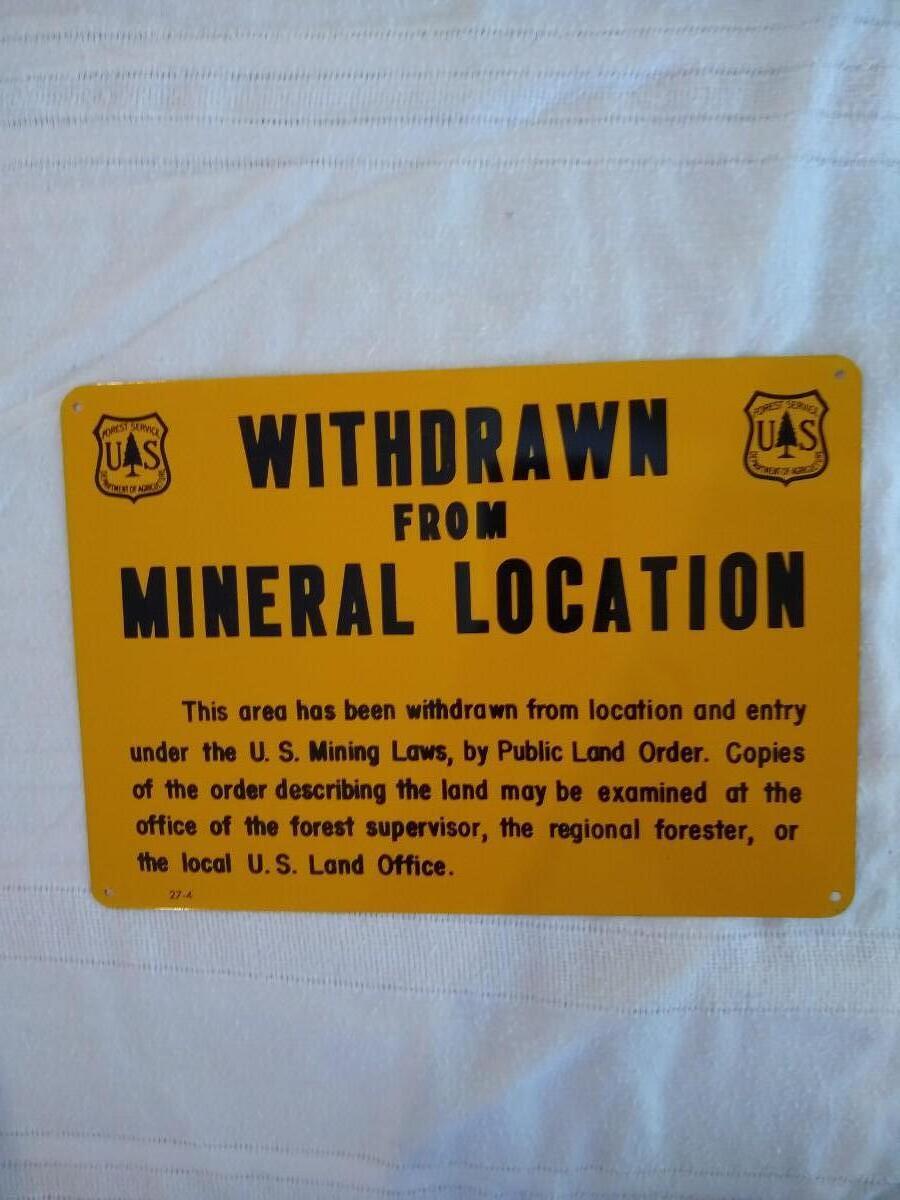 WITHDRAWN
FROM
MINERAL LOCATION
FOREST SERVICE
US
DEPARTMENT OF AGRICULTURE
FOREST SERVICE
US
DEPARTMENT OF AGRICULTURE
This area has been withdrawn from location and entry
under the U. S. Mining Laws, by Public Land Order. Copies
of the order describing the land may be examined at the
office of the forest supervisor, the regional forester, or
the local U. S. Land Office.
27-4